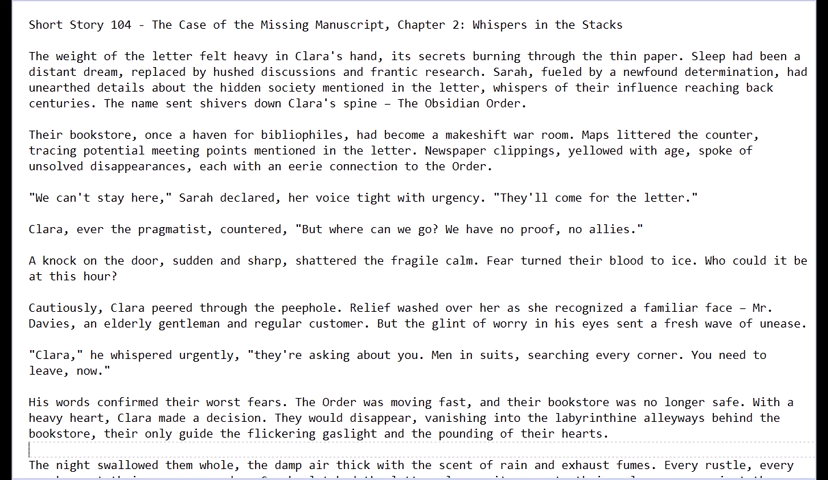 Short Story 104 - The Case of the Missing Manuscript, Chapter 2: Whispers in the Stacks
The weight of the letter felt heavy in Clara's hand, its secrets burning through the thin paper. Sleep had been a
distant dream, replaced by hushed discussions and frantic research. Sarah, fueled by a newfound determination, had
unearthed details about the hidden society mentioned in the letter, whispers of their influence reaching back
centuries. The name sent shivers down Clara's spine – The Obsidian Order.
Their bookstore, once a haven for bibliophiles, had become a makeshift war room. Maps littered the counter,
tracing potential meeting points mentioned in the letter. Newspaper clippings, yellowed with age, spoke of
unsolved disappearances, each with an eerie connection to the Order.
"We can't stay here," Sarah declared, her voice tight with urgency. "They'll come for the letter."
Clara, ever the pragmatist, countered, "But where can we go? We have no proof, no allies."
A knock on the door, sudden and sharp, shattered the fragile calm. Fear turned their blood to ice. Who could it be
at this hour?
Cautiously, Clara peered through the peephole. Relief washed over her as she recognized a familiar face – Mr.
Davies, an elderly gentleman and regular customer. But the glint of worry in his eyes sent a fresh wave of unease.
"Clara," he whispered urgently, "they're asking about you. Men in suits, searching every corner. You need to
leave, now."
His words confirmed their worst fears. The Order was moving fast, and their bookstore was no longer safe. With a
heavy heart, Clara made a decision. They would disappear, vanishing into the labyrinthine alleyways behind the
bookstore, their only guide the flickering gaslight and the pounding of their hearts.
The night swallowed them whole, the damp air thick with the scent of rain and exhaust fumes. Every rustle, every